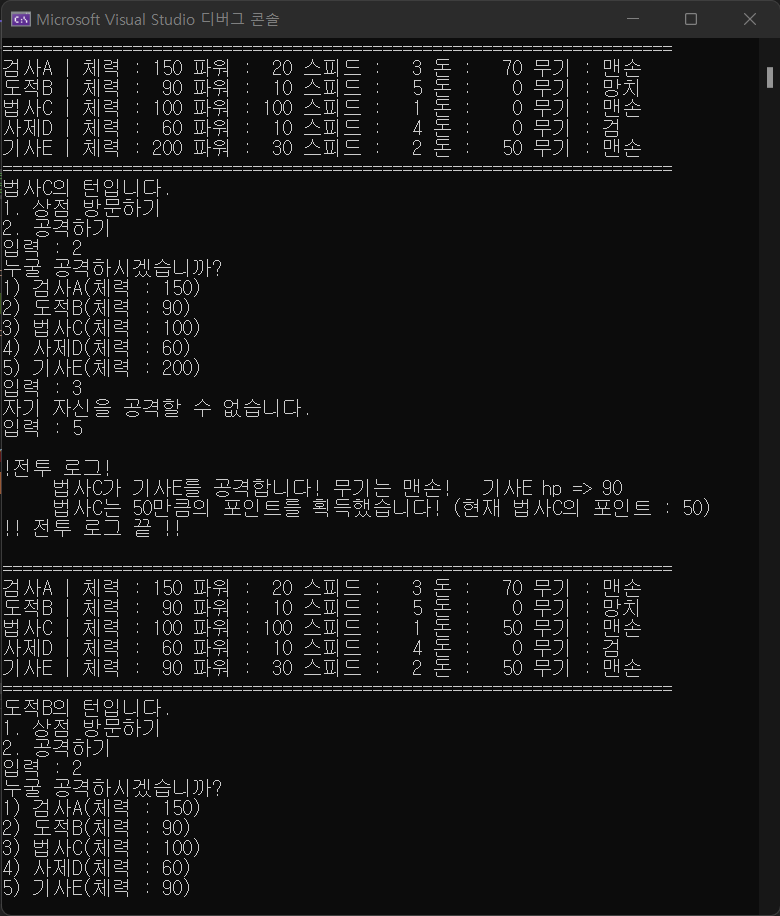 Microsoft Visual Studio 디버그 콘솔
===================================================================
검사A | 체력 : 150 파워 :  20 스피드 :   3 돈 :   70 무기 : 맨손
도적B | 체력 :  90 파워 :  10 스피드 :   5 돈 :    0 무기 : 망치
법사C | 체력 : 100 파워 : 100 스피드 :   1 돈 :    0 무기 : 맨손
사제D | 체력 :  60 파워 :  10 스피드 :   4 돈 :    0 무기 : 검
기사E | 체력 : 200 파워 :  30 스피드 :   2 돈 :   50 무기 : 맨손
===================================================================
법사C의 턴입니다.
1. 상점 방문하기
2. 공격하기
입력 : 2
누굴 공격하시겠습니까?
1) 검사A(체력 : 150)
2) 도적B(체력 : 90)
3) 법사C(체력 : 100)
4) 사제D(체력 : 60)
5) 기사E(체력 : 200)
입력 : 3
자기 자신을 공격할 수 없습니다.
입력 : 5
!전투 로그!
법사C가 기사E를 공격합니다! 무기는 맨손!   기사E hp => 90
법사C는 50만큼의 포인트를 획득했습니다! (현재 법사C의 포인트 : 50)
!! 전투 로그 끝 !!
===================================================================
검사A | 체력 : 150 파워 :  20 스피드 :   3 돈 :   70 무기 : 맨손
도적B | 체력 :  90 파워 :  10 스피드 :   5 돈 :    0 무기 : 망치
법사C | 체력 : 100 파워 : 100 스피드 :   1 돈 :   50 무기 : 맨손
사제D | 체력 :  60 파워 :  10 스피드 :   4 돈 :    0 무기 : 검
기사E | 체력 :  90 파워 :  30 스피드 :   2 돈 :   50 무기 : 맨손
===================================================================
도적B의 턴입니다.
1. 상점 방문하기
2. 공격하기
입력 : 2
누굴 공격하시겠습니까?
1) 검사A(체력 : 150)
2) 도적B(체력 : 90)
3) 법사C(체력 : 100)
4) 사제D(체력 : 60)
5) 기사E(체력 : 90)